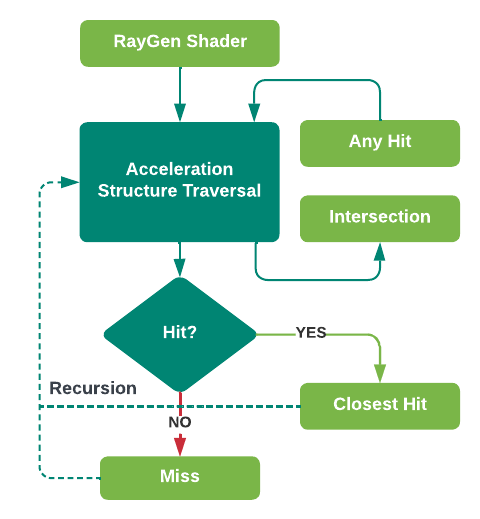 RayGen Shader
Acceleration
Structure Traversal
Any Hit
Intersection
Hit?
YES
Recursion
Closest Hit
NO
Miss